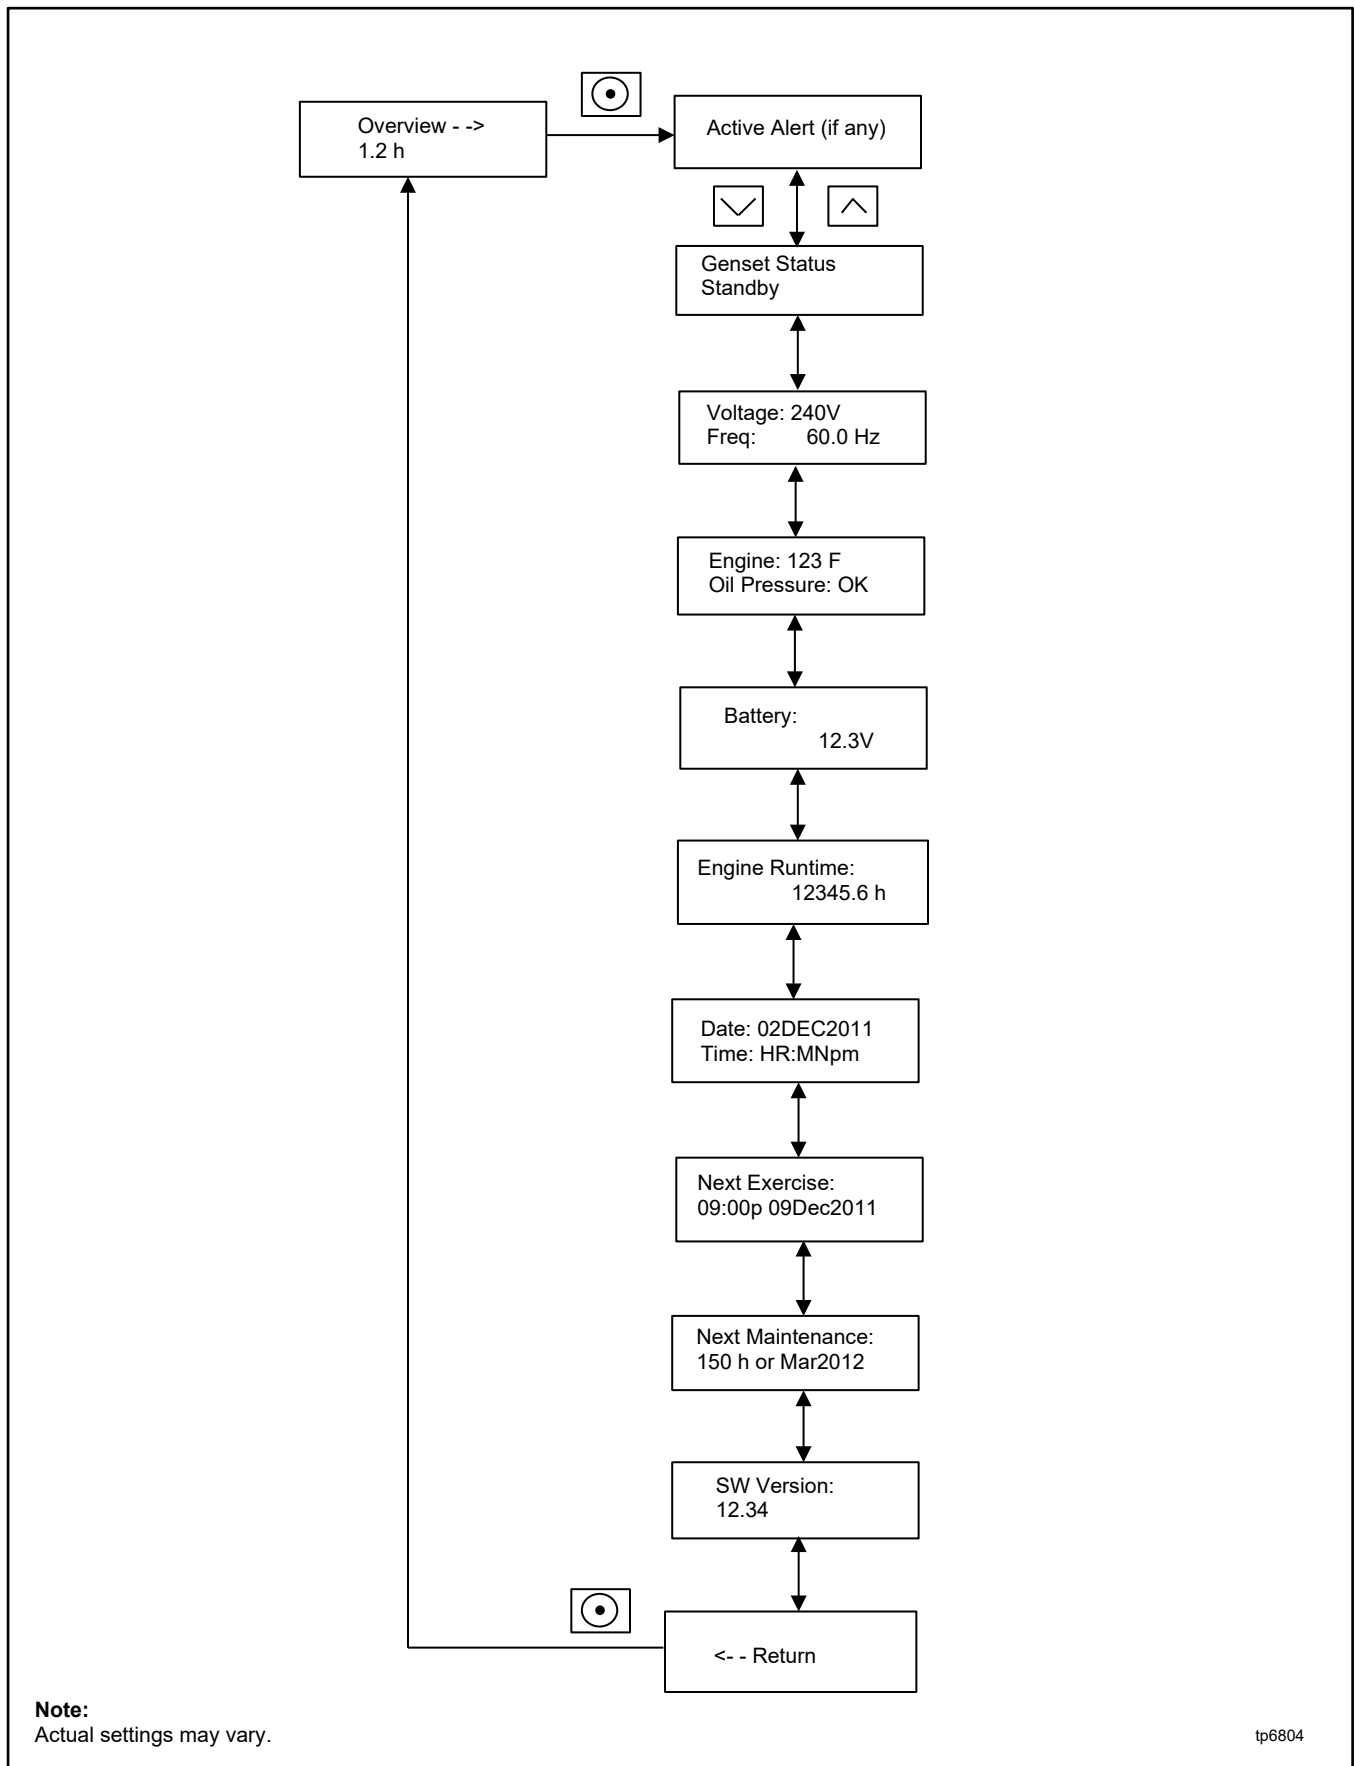 Overview - ->
1.2 h
Active Alert (if any)
Genset Status
Standby
Voltage: 240V
Freq: 60.0 Hz
Engine: 123 F
Oil Pressure: OK
Battery:
12.3V
Engine Runtime:
12345.6 h
Date: 02DEC2011
Time: HR:MNpm
Next Exercise:
09:00p 09Dec2011
Next Maintenance:
150 h or Mar2012
SW Version:
12.34
<- - Return
Note:
Actual settings may vary.
tp6804